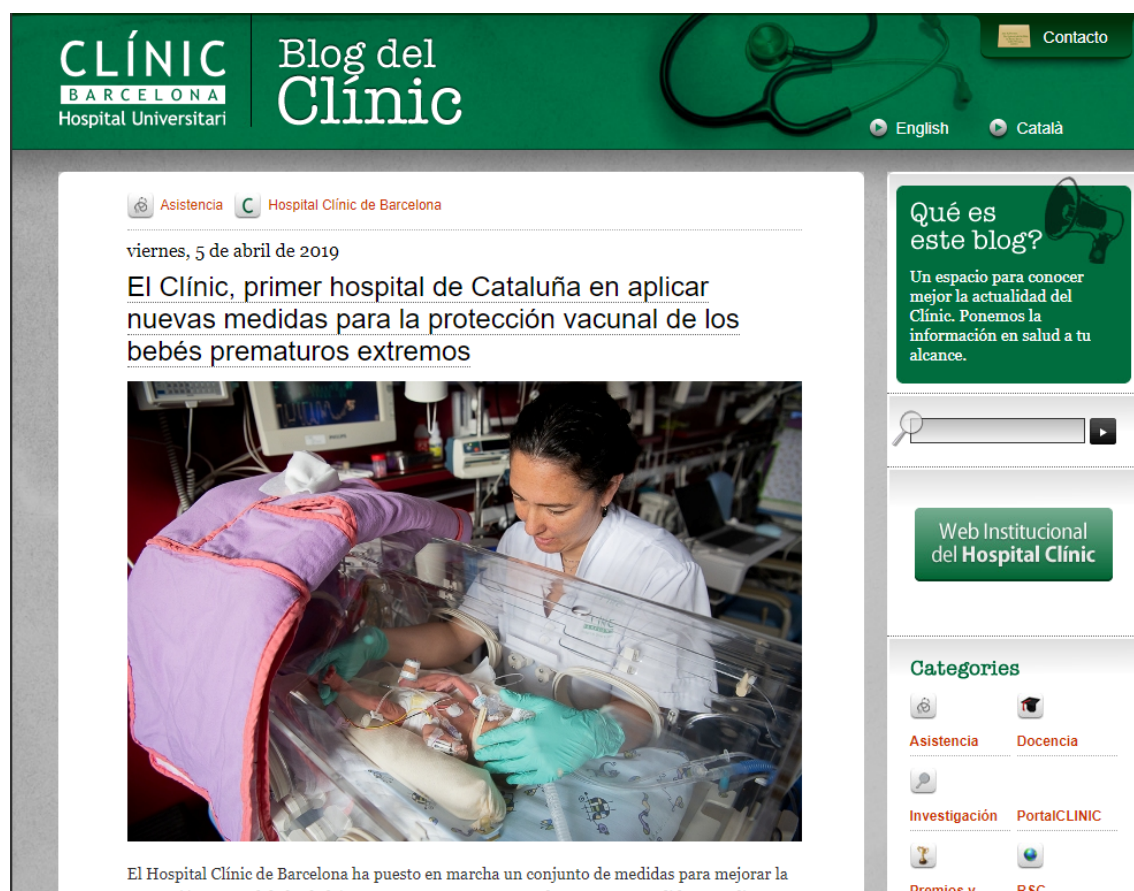 CLÍNIC
BARCELONA
Hospital Universitari
Blog del
Clínic
Contacto
English
Català
Asistencia
Hospital Clínic de Barcelona
viernes, 5 de abril de 2019
El Clínic, primer hospital de Cataluña en aplicar
nuevas medidas para la protección vacunal de los
bebés prematuros extremos
PHILIPS
CLÍNIC
El Hospital Clínic de Barcelona ha puesto en marcha un conjunto de medidas para mejorar la
Qué es
este blog?
Un espacio para conocer
mejor la actualidad del
Clínic. Ponemos la
información en salud a tu
alcance.
Web Institucional
del Hospital Clínic
Categories
Asistencia
Docencia
Investigación
PortalCLINIC
Premios y
RSC